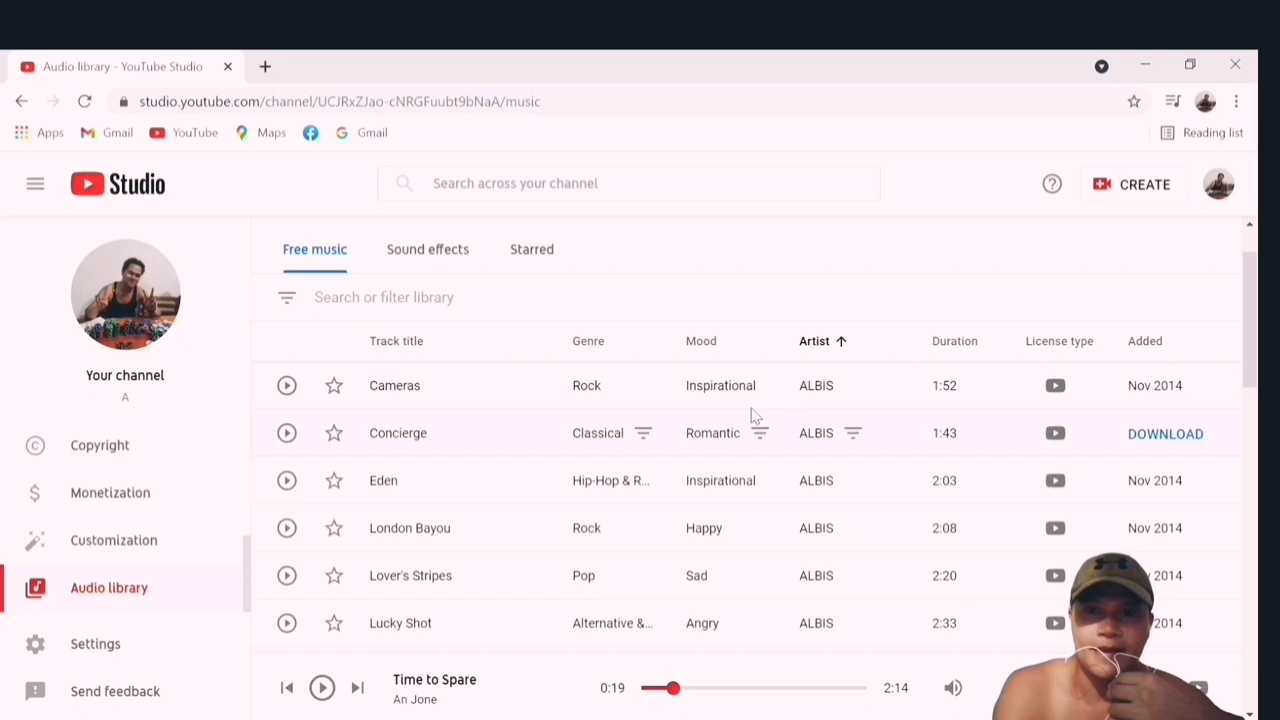 Audio library - YouTube Studio
studio.youtube.com/channel/UCJRxZJao-cNRGFuubt9bNaA/music
Apps Gmail YouTube Maps Gmail Reading list
Studio Search across your channel CREATE
Free music Sound effects Starred
Search or filter library
Track title Genre Mood Artist Duration License type Added
Cameras Rock Inspirational ALBIS 1:52 Nov 2014
Concierge Classical Romantic ALBIS 1:43 DOWNLOAD
Eden Hip-Hop & R... Inspirational ALBIS 2:03 Nov 2014
London Bayou Rock Happy ALBIS 2:08 Nov 2014
Lover's Stripes Pop Sad ALBIS 2:20 2014
Lucky Shot Alternative &... Angry ALBIS 2:33 2014
Your channel
A
Copyright
Monetization
Customization
Audio library
Settings
Send feedback
Time to Spare
An Jone
0:19 2:14